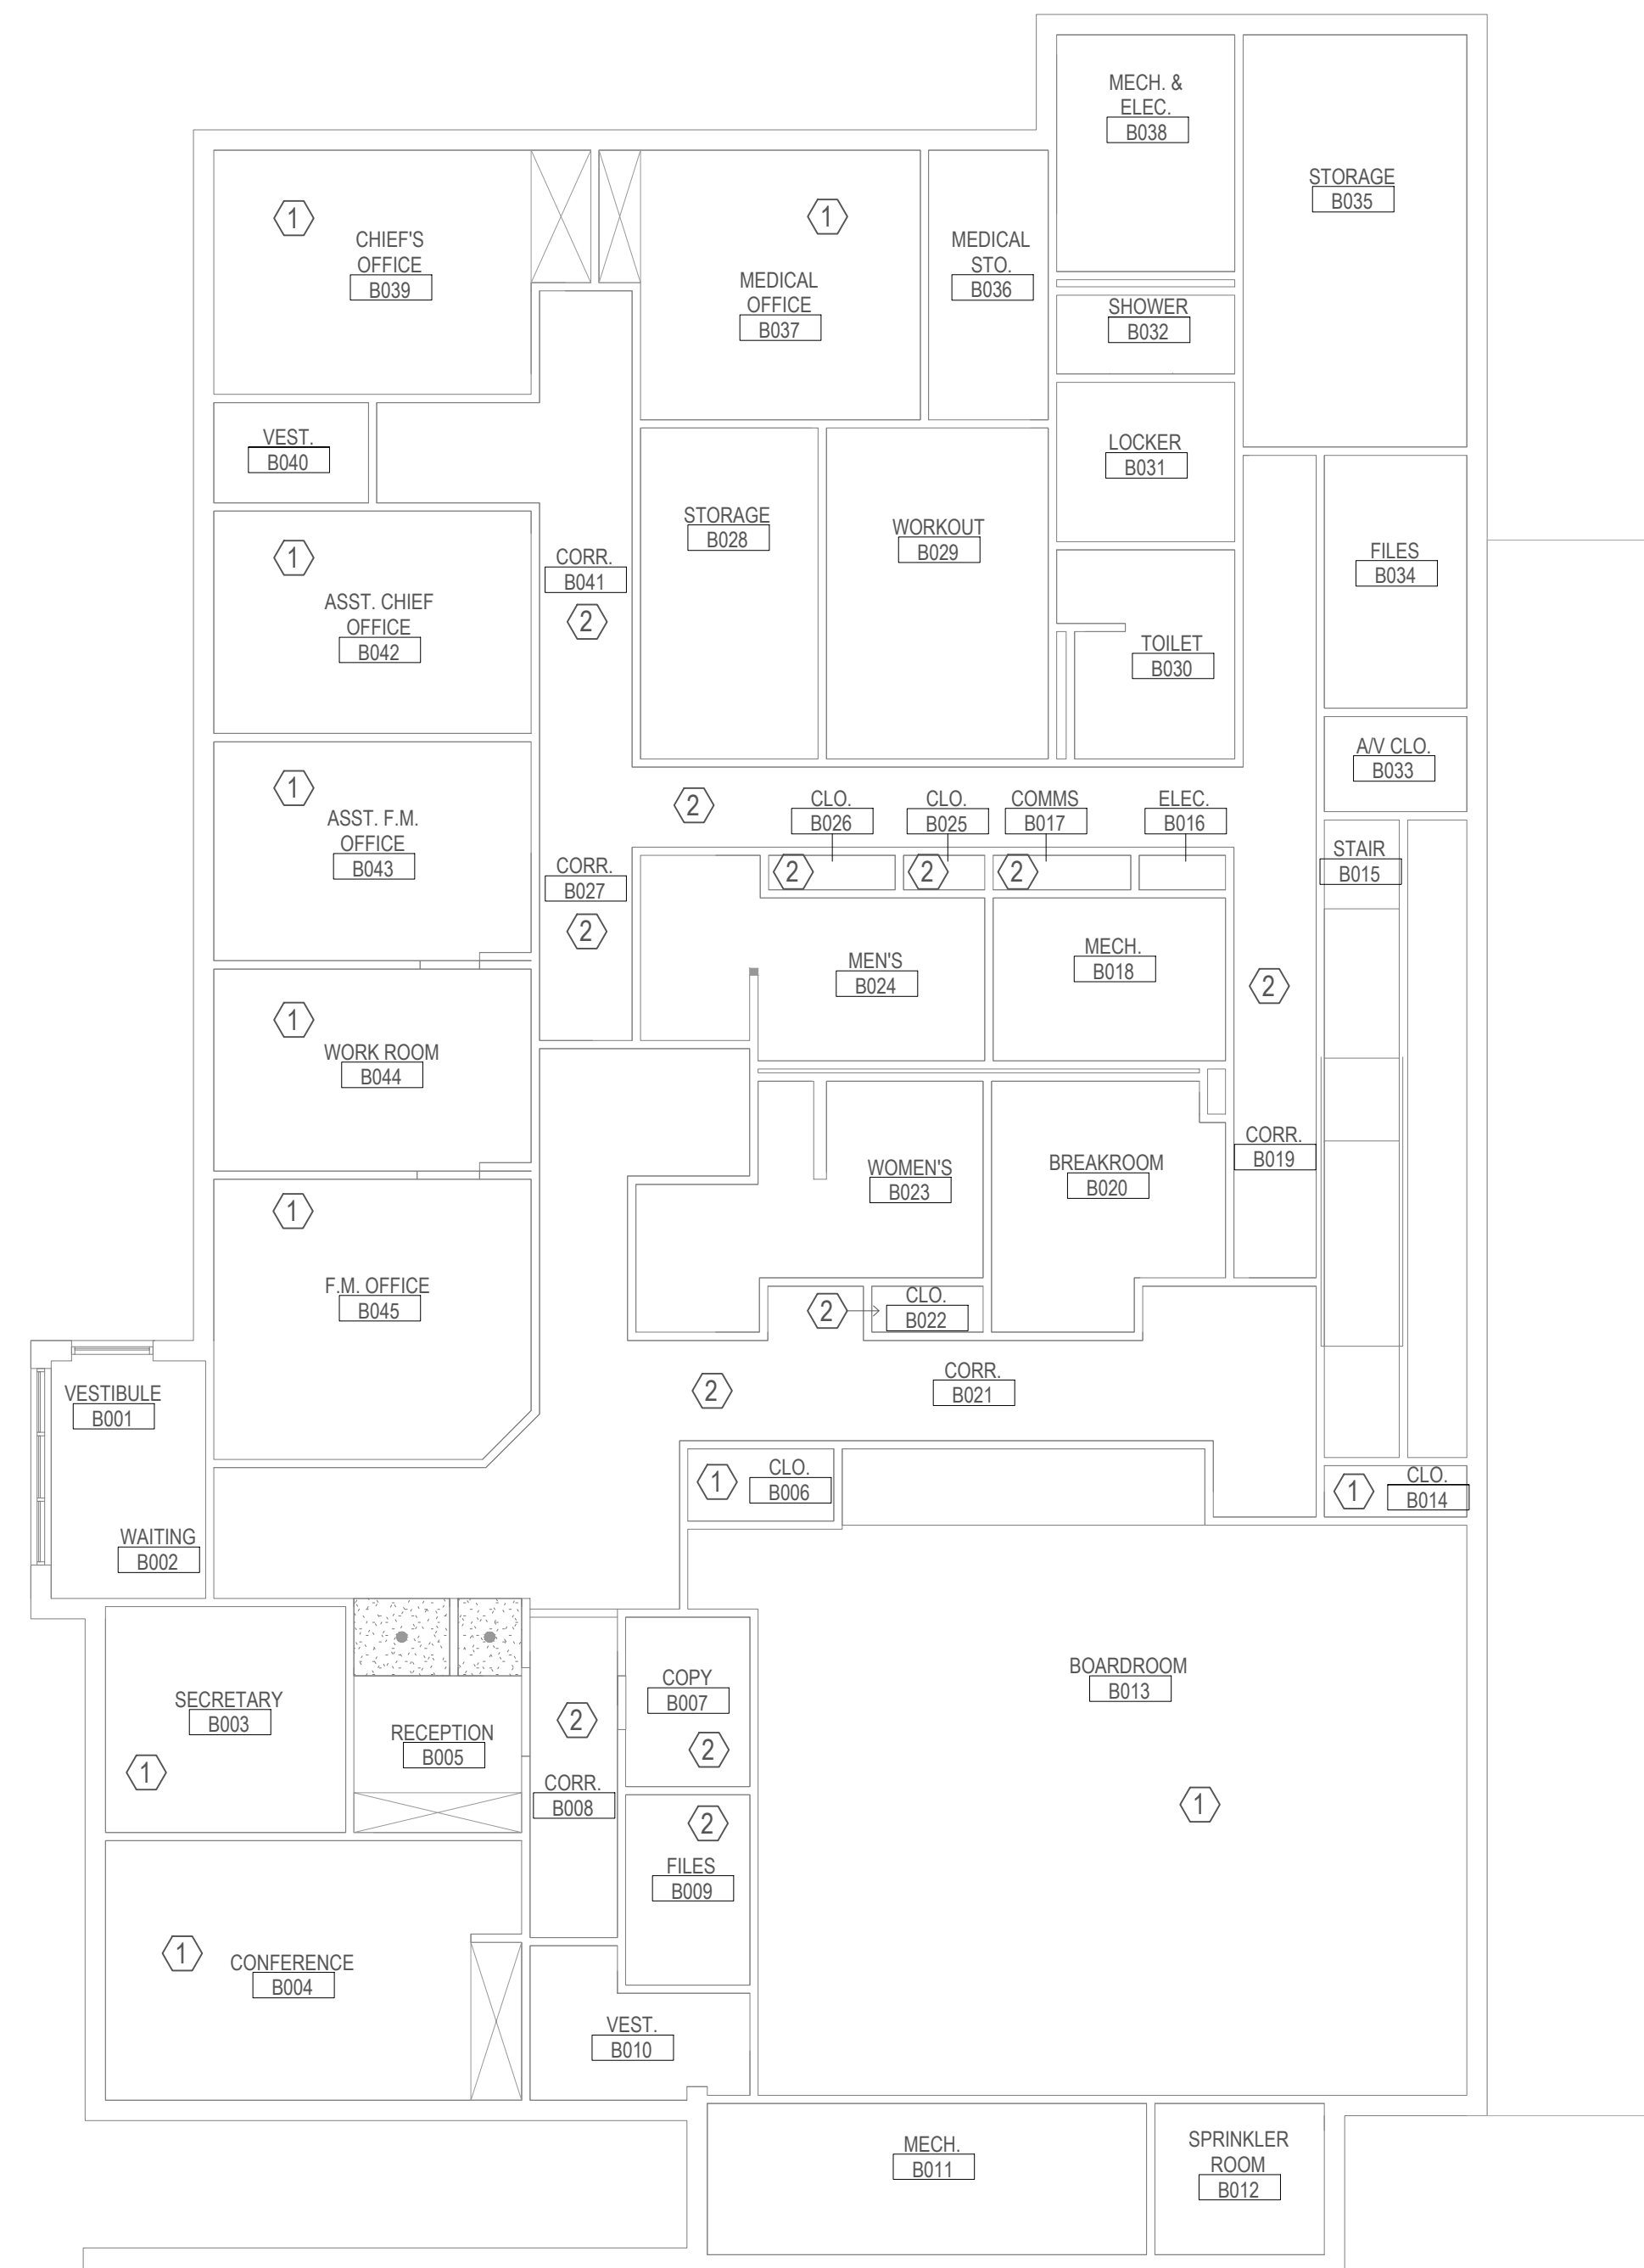 MECH. &
ELEC.
B038
STORAGE
B035
1
CHIEF'S
OFFICE
B039
1
MEDICAL
OFFICE
B037
MEDICAL
STO.
B036
SHOWER
B032
VEST.
B040
LOCKER
B031
STORAGE
B028
WORKOUT
B029
1
ASST. CHIEF
OFFICE
B042
CORR.
B041
2
FILES
B034
TOILET
B030
A/V CLO.
B033
1
ASST. F.M.
OFFICE
B043
2
CLO.
B026
CLO.
B025
COMMS
B017
ELEC.
B016
2
2
2
STAIR
B015
CORR.
B027
2
MEN'S
B024
MECH.
B018
2
1
WORK ROOM
B044
CORR.
B019
WOMEN'S
B023
BREAKROOM
B020
1
F.M. OFFICE
B045
2
CLO.
B022
VESTIBULE
B001
2
CORR.
B021
1
CLO.
B006
1
CLO.
B014
WAITING
B002
SECRETARY
B003
1
RECEPTION
B005
2
CORR.
B008
COPY
B007
2
BOARDROOM
B013
1
2
FILES
B009
1
CONFERENCE
B004
VEST.
B010
MECH.
B011
SPRINKLER
ROOM
B012